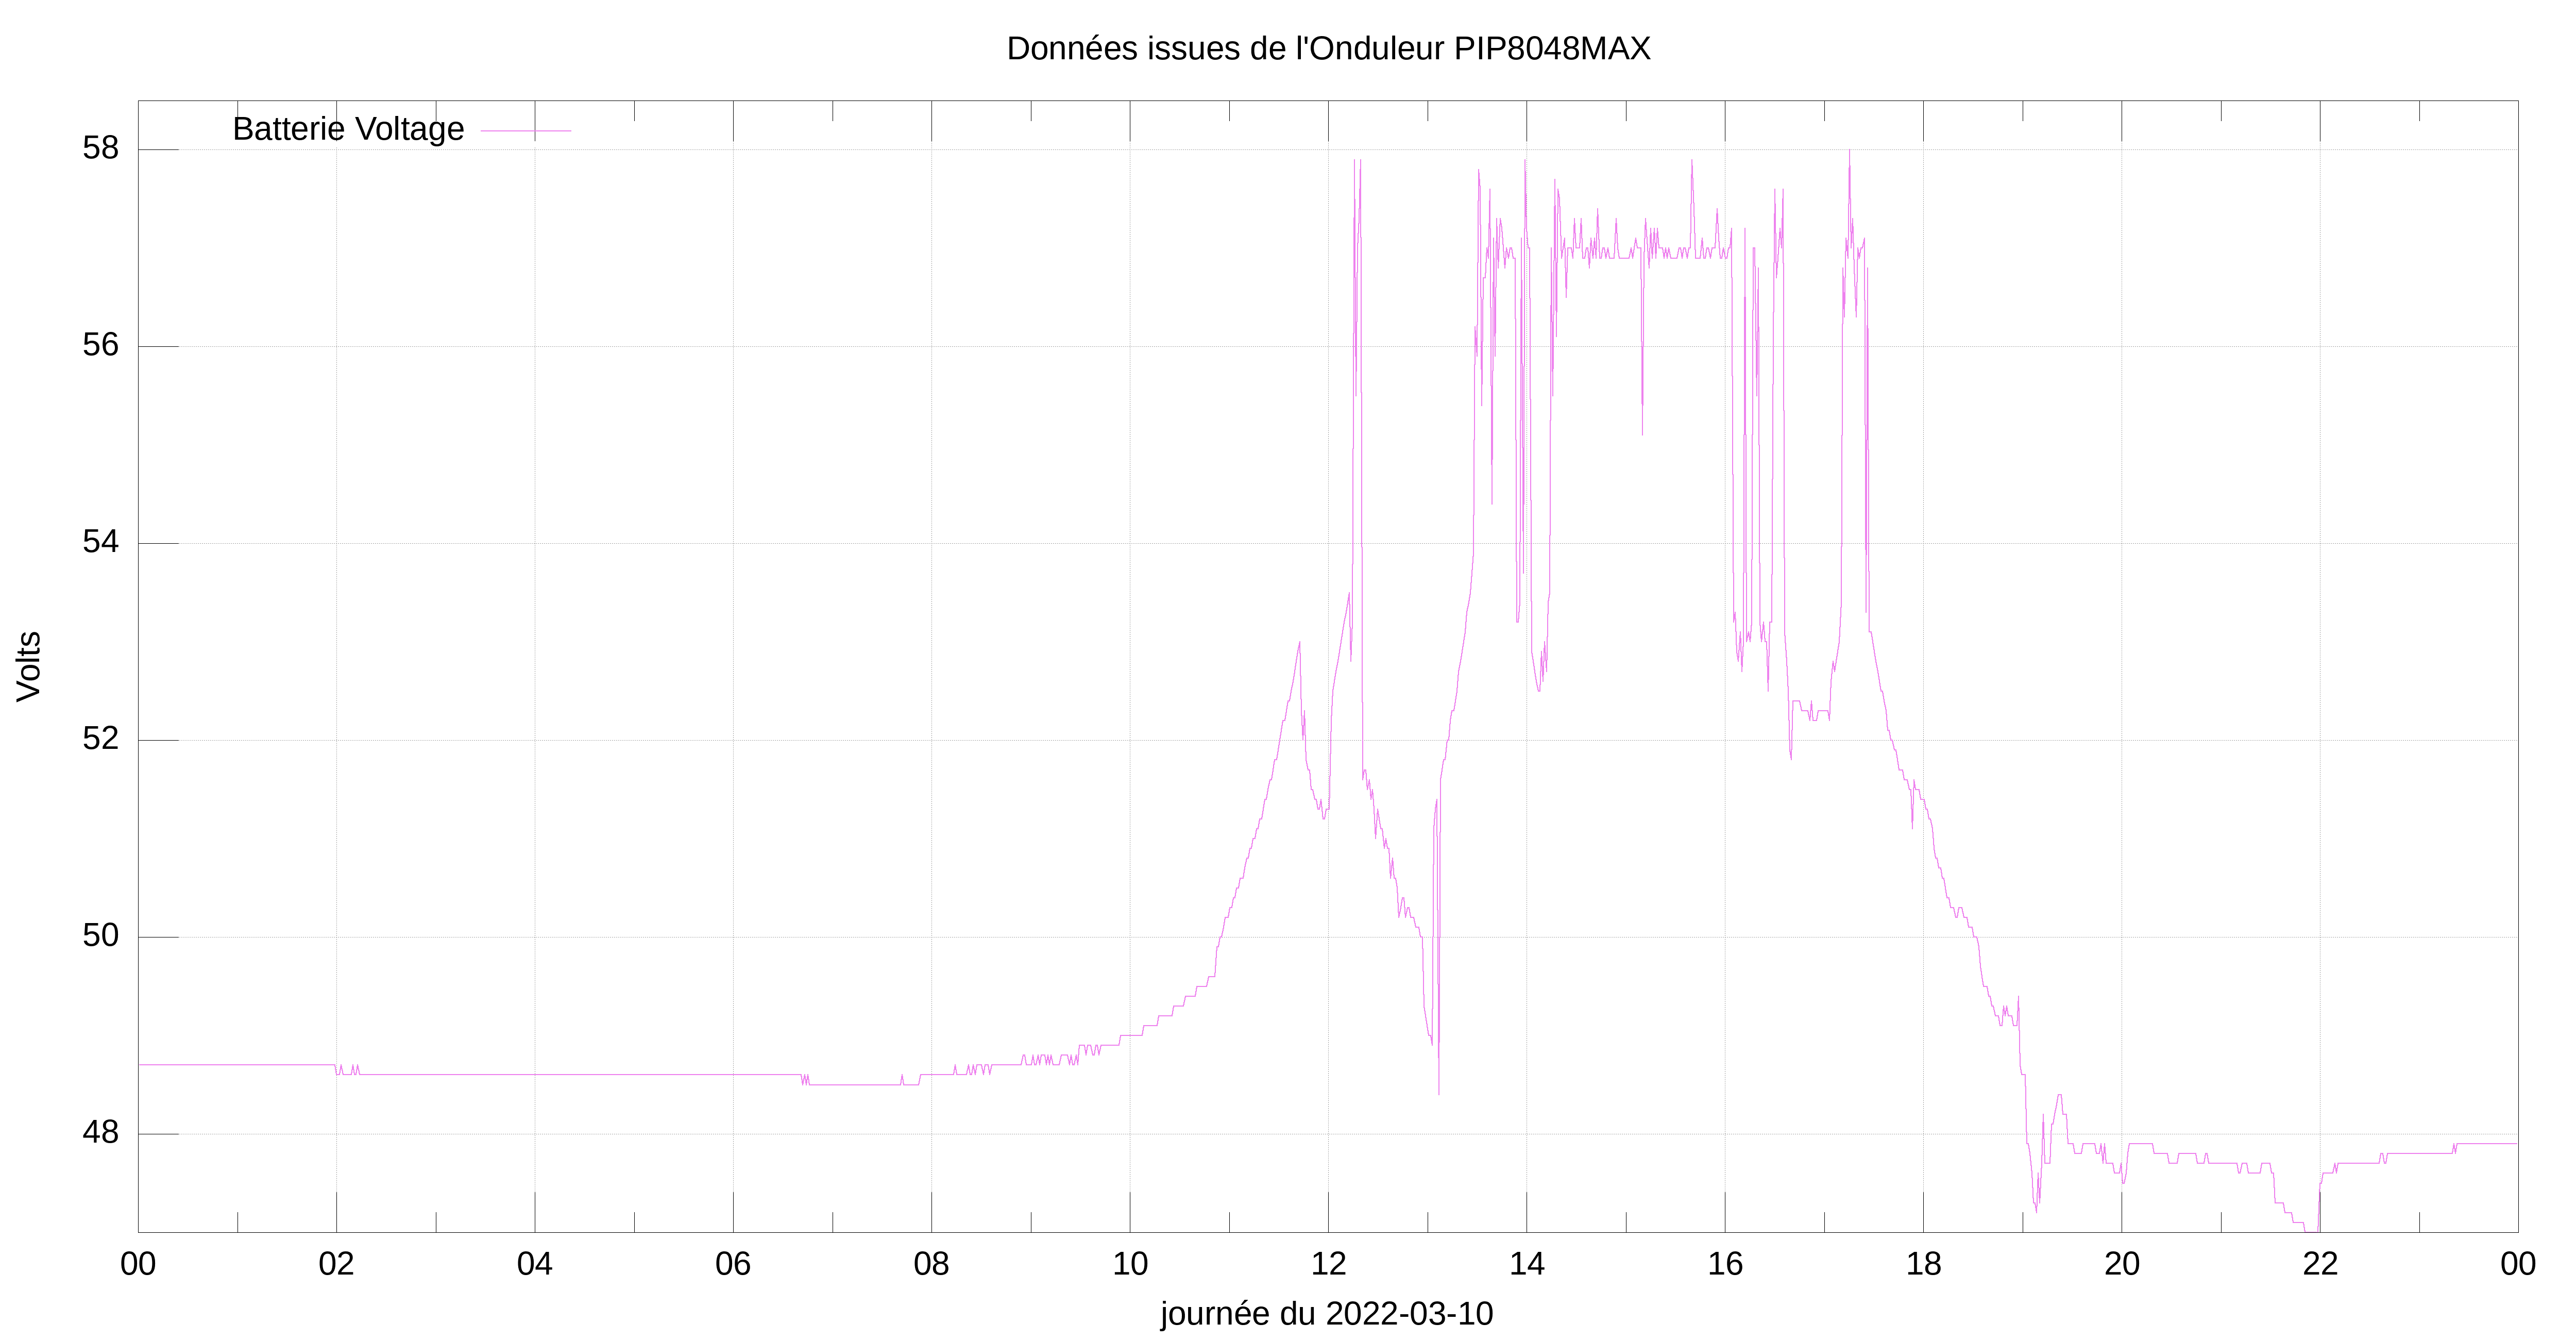 Données issues de l'Onduleur PIP8048MAX
Batterie Voltage
58
56
54
52
50
48
Volts
00 02 04 06 08 10 12 14 16 18 20 22 00
journée du 2022-03-10